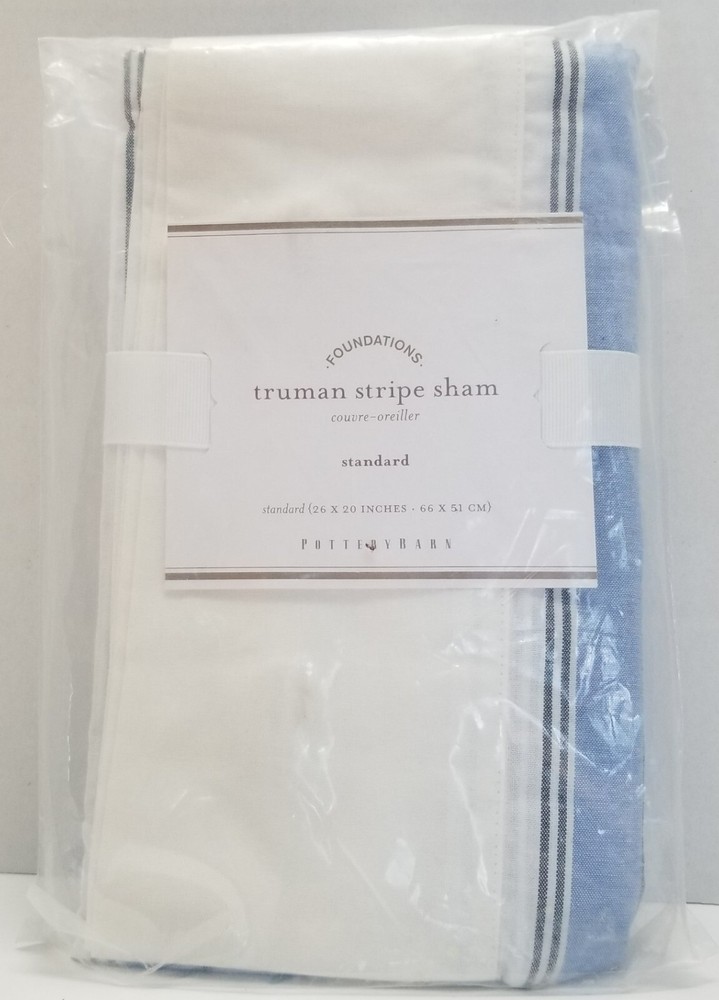 ·FOUNDATIONS·
truman stripe sham
couvre-oreiller
standard
standard (26 X 20 INCHES · 66 X 51 CM)
POTTERYBARN